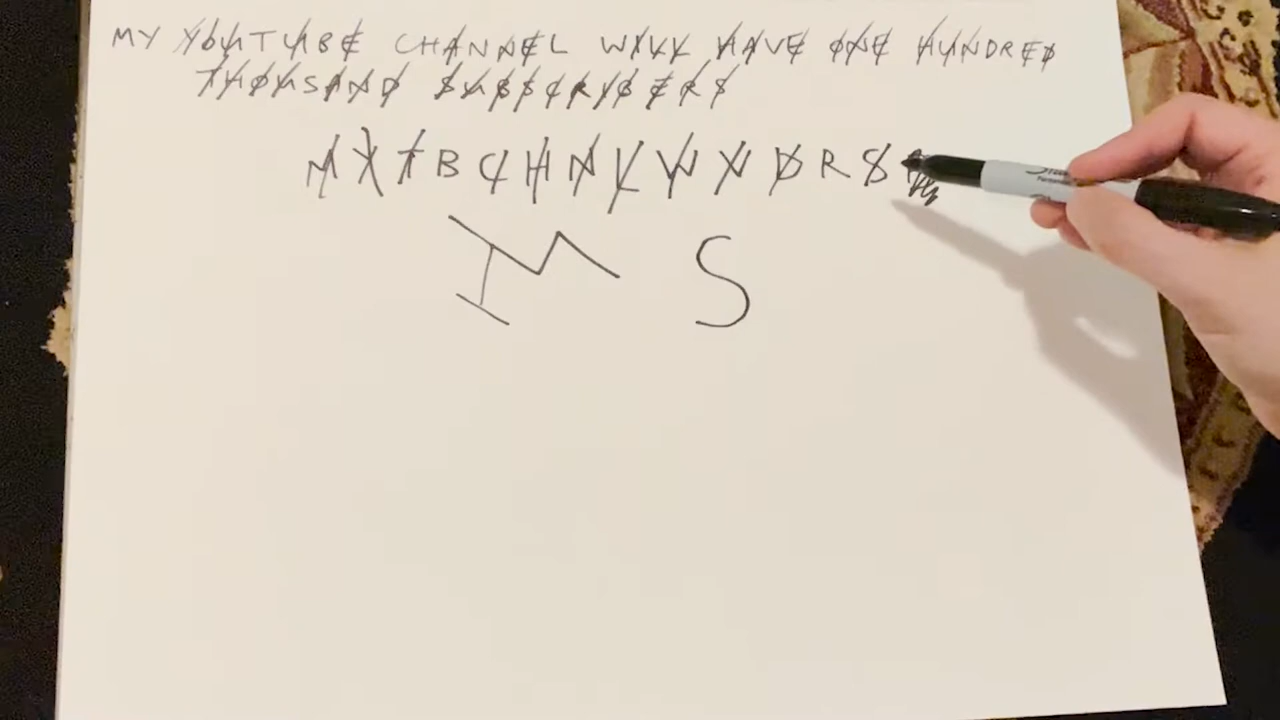 MY YOUTUBE CHANNEL WILL HAVE ONE HUNDRED
THOUSAND SUBSCRIBERS
M Y T B C H N L W V D R S
M S